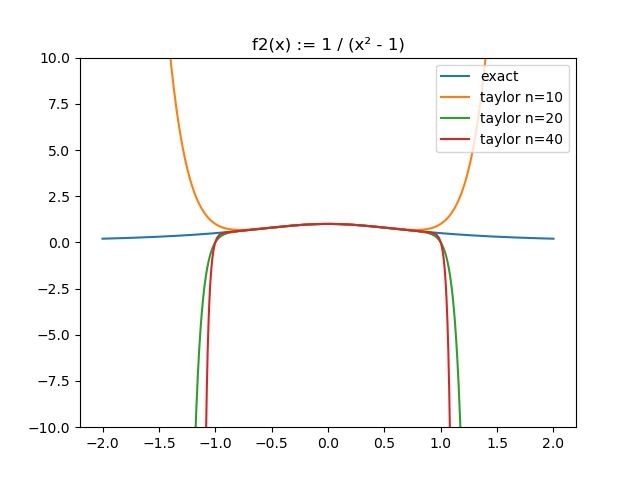 f2(x) := 1 / (x² - 1)
exact
taylor n=10
taylor n=20
taylor n=40
10.0
7.5
5.0
2.5
0.0
−2.5
−5.0
−7.5
−10.0
−2.0 −1.5 −1.0 −0.5 0.0 0.5 1.0 1.5 2.0